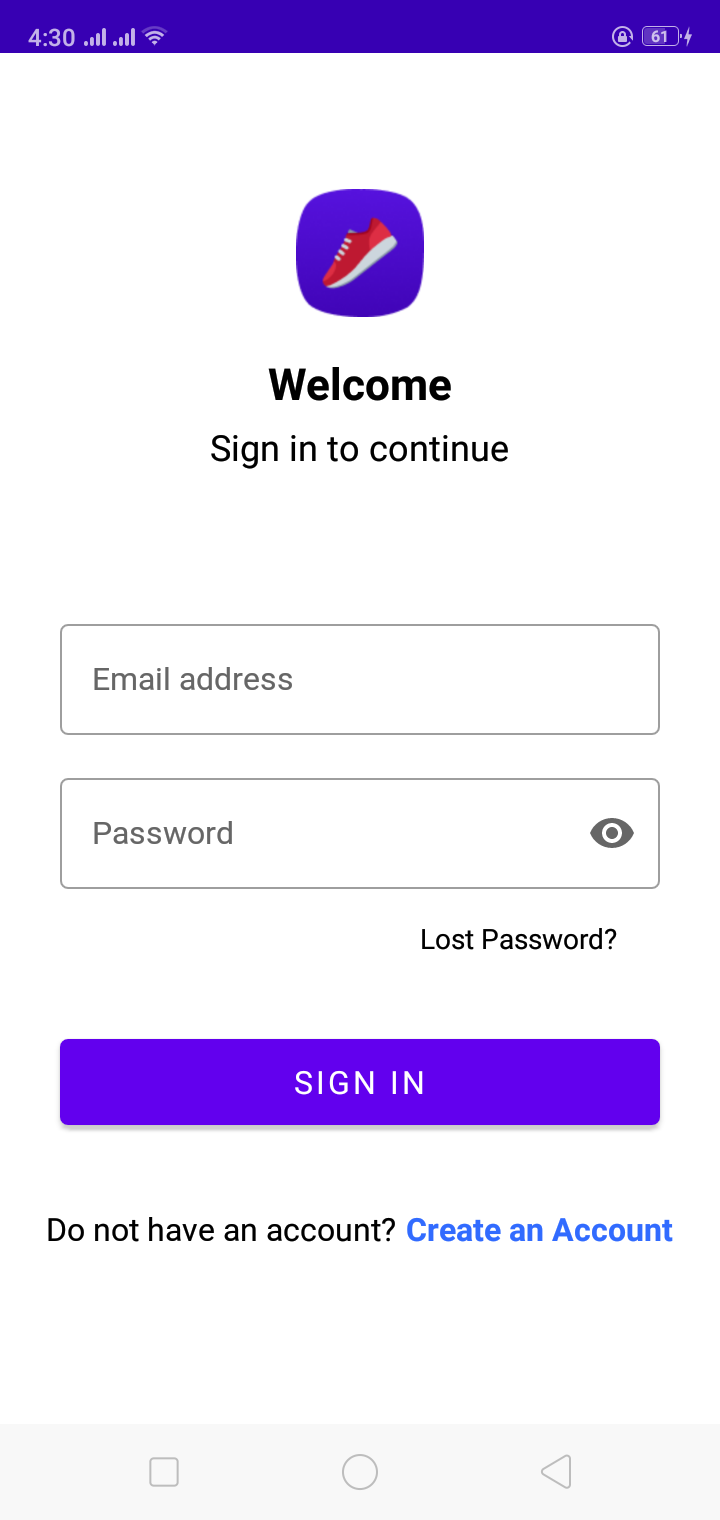 4:30
61
Welcome
Sign in to continue
Email address
Password
Lost Password?
SIGN IN
Do not have an account? Create an Account